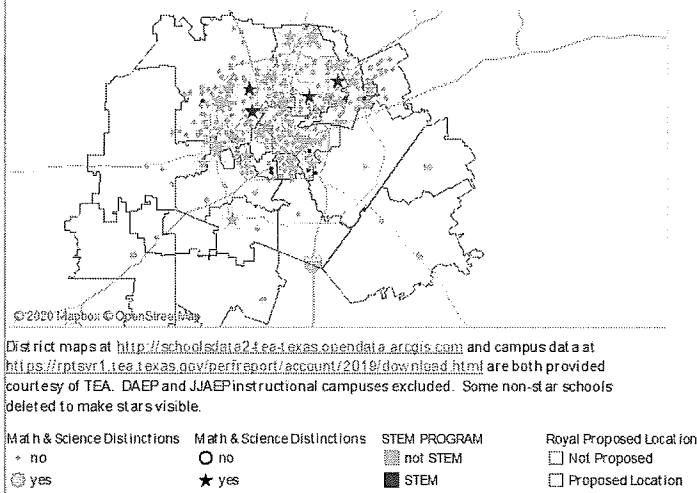 © 2020 Mapbox © OpenStreetMap
District maps at http://schoolsdata2-tea-texas.opendata.arcgis.com and campus data at
https://rptsvr1.tea.texas.gov/perfreport/account/2019/download.html are both provided
courtesy of TEA. DAEP and JJAEP instructional campuses excluded. Some non-star schools
deleted to make stars visible.
Math & Science Distinctions Math & Science Distinctions STEM PROGRAM Royal Proposed Location
no no not STEM Not Proposed
yes yes STEM Proposed Location